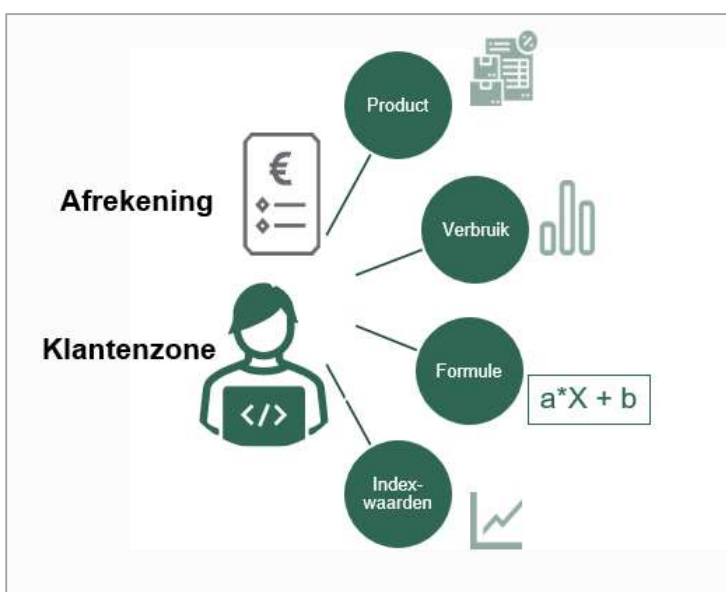 Product
€
Afrekening
Verbruik
Klantenzone
</>
Formule
a*X + b
Index-
waarden
%